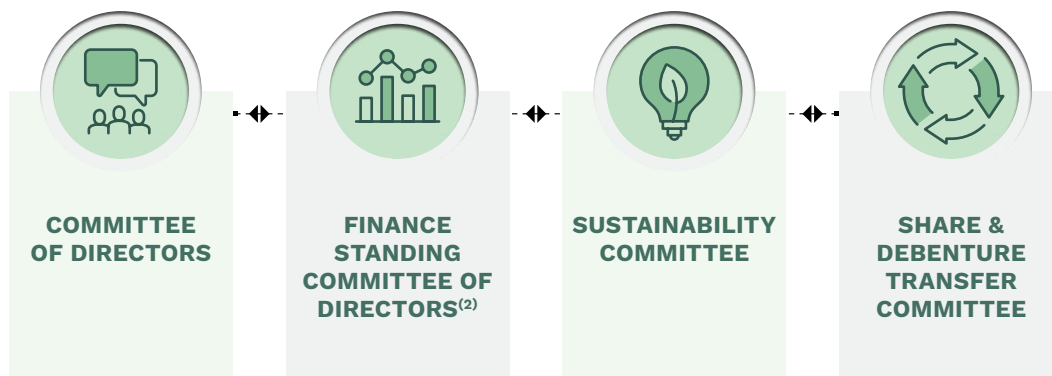 COMMITTEE
OF DIRECTORS
FINANCE
STANDING
COMMITTEE OF
DIRECTORS(2)
SUSTAINABILITY
COMMITTEE
SHARE &
DEBENTURE
TRANSFER
COMMITTEE